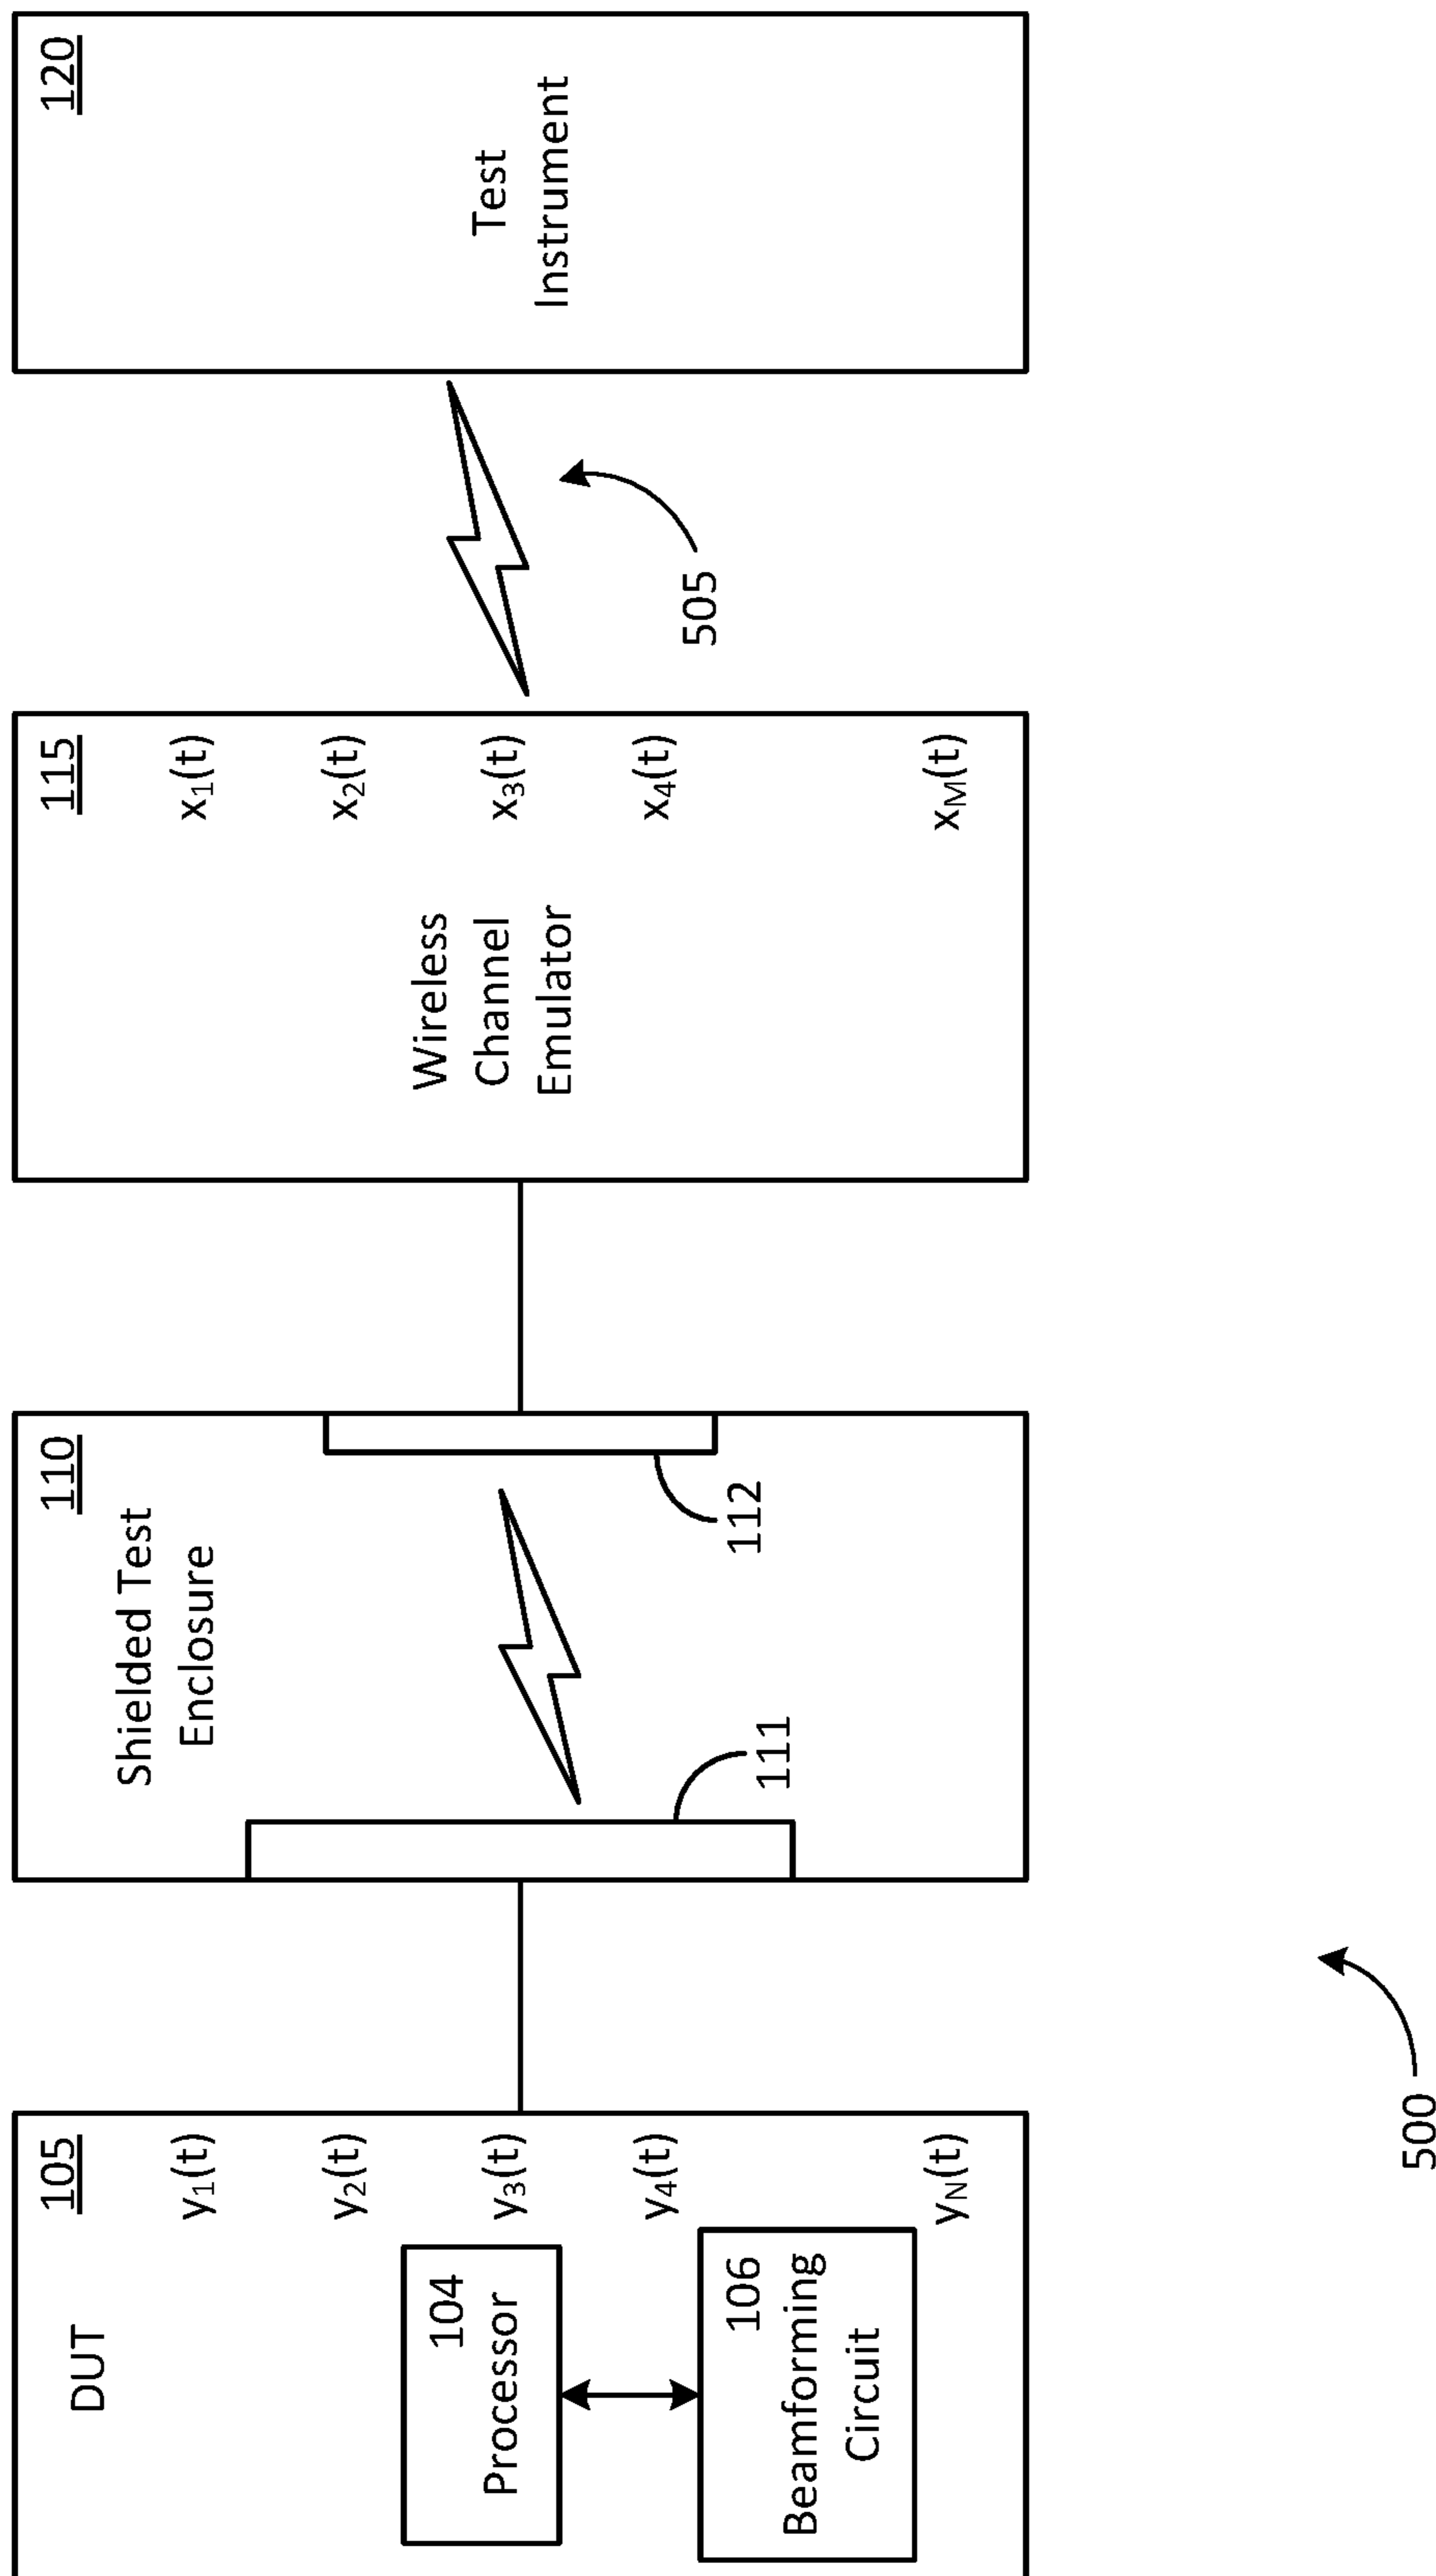 105
DUT
104
Processor
106
Beamforming
Circuit
y1(t)
y2(t)
y3(t)
y4(t)
yN(t)
110
Shielded Test
Enclosure
111
112
115
Wireless
Channel
Emulator
x1(t)
x2(t)
x3(t)
x4(t)
xM(t)
505
120
Test
Instrument
500